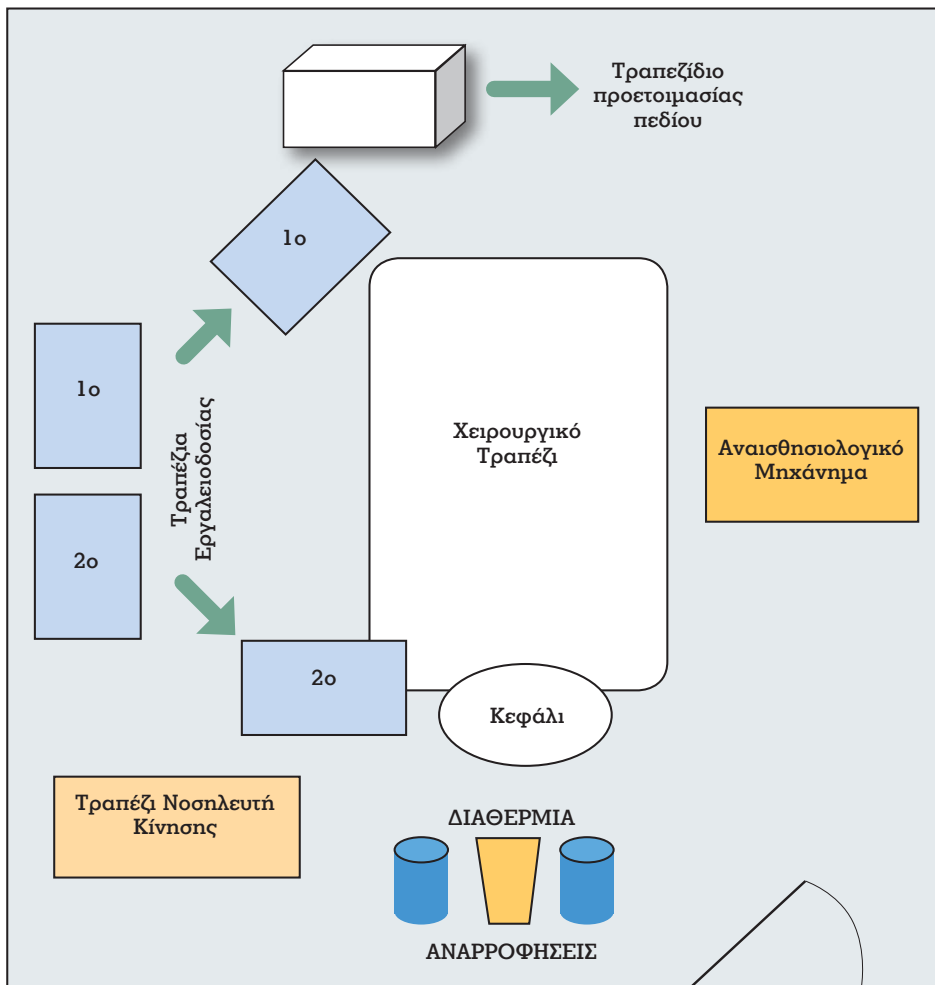 Τραπεζίδιο
προετοιμασίας
πεδίου
1ο
1ο
Τραπέζια
Εργαλειοδοσίας
Χειρουργικό
Τραπέζι
Αναισθησιολογικό
Μηχάνημα
2ο
2ο
Κεφάλι
Τραπέζι Νοσηλευτή
Κίνησης
ΔΙΑΘΕΡΜΙΑ
ΑΝΑΡΡΟΦΗΣΕΙΣ